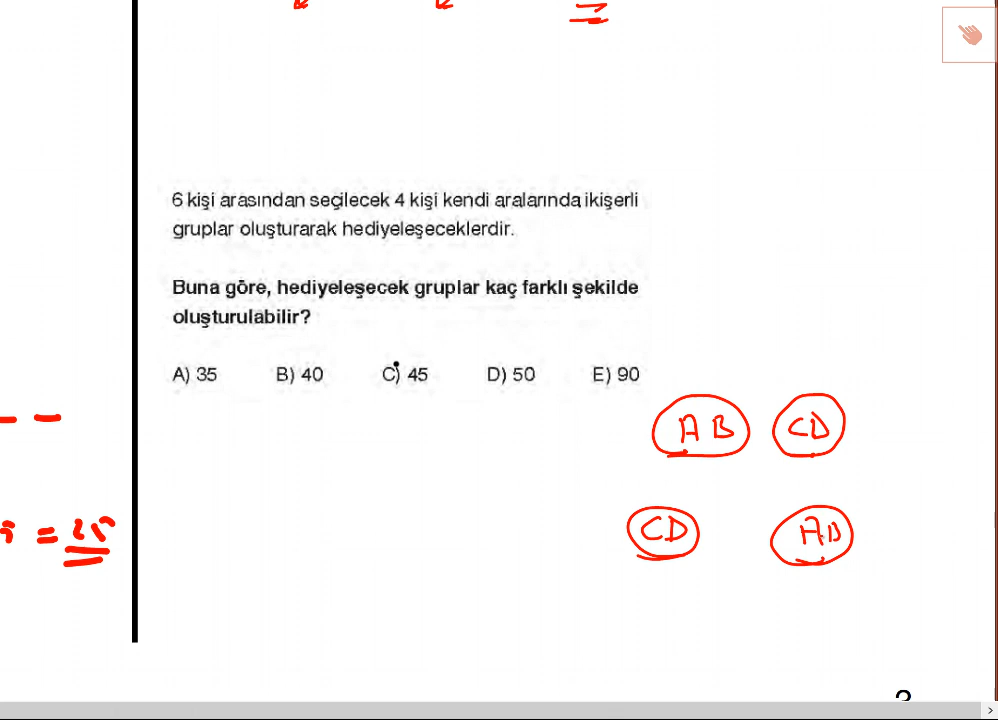 6 kişi arasından seçilecek 4 kişi kendi aralarında ikişerli
gruplar oluşturarak hediyeleşeceklerdir.
Buna göre, hediyeleşecek gruplar kaç farklı şekilde
oluşturulabilir?
A) 35 B) 40 C) 45 D) 50 E) 90
AB CD
CD AB